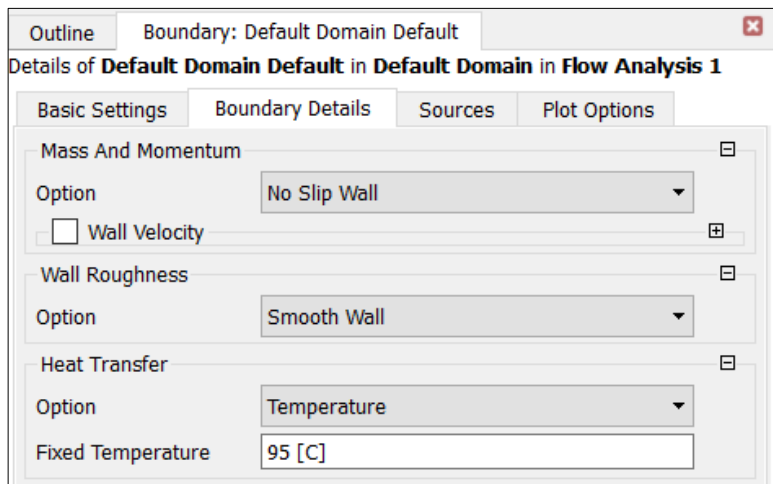 Outline
Boundary: Default Domain Default
Details of Default Domain Default in Default Domain in Flow Analysis 1
Basic Settings
Boundary Details
Sources
Plot Options
Mass And Momentum
Option
No Slip Wall
Wall Velocity
Wall Roughness
Option
Smooth Wall
Heat Transfer
Option
Temperature
Fixed Temperature
95 [C]